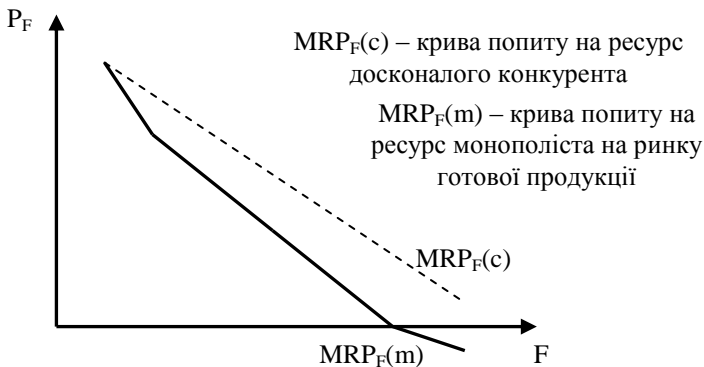 P_F
MRP_F(c) – крива попиту на ресурс
досконалого конкурента
MRP_F(m) – крива попиту на
ресурс монополіста на ринку
готової продукції
MRP_F(c)
MRP_F(m)
F